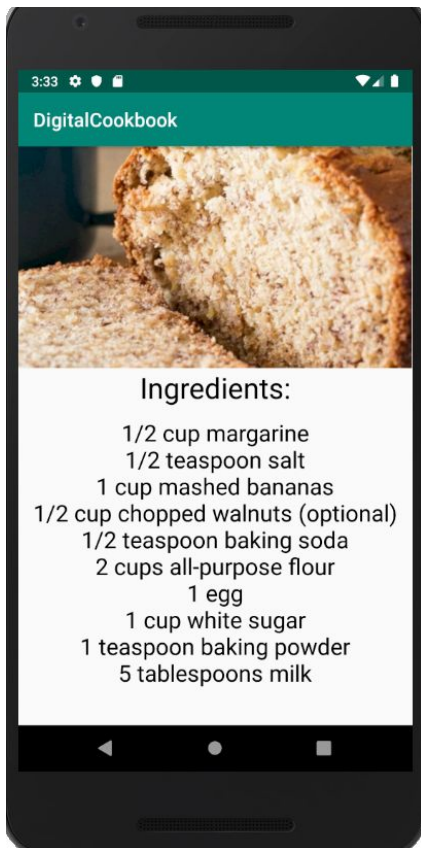 3:33
DigitalCookbook
Ingredients:
1/2 cup margarine
1/2 teaspoon salt
1 cup mashed bananas
1/2 cup chopped walnuts (optional)
1/2 teaspoon baking soda
2 cups all-purpose flour
1 egg
1 cup white sugar
1 teaspoon baking powder
5 tablespoons milk